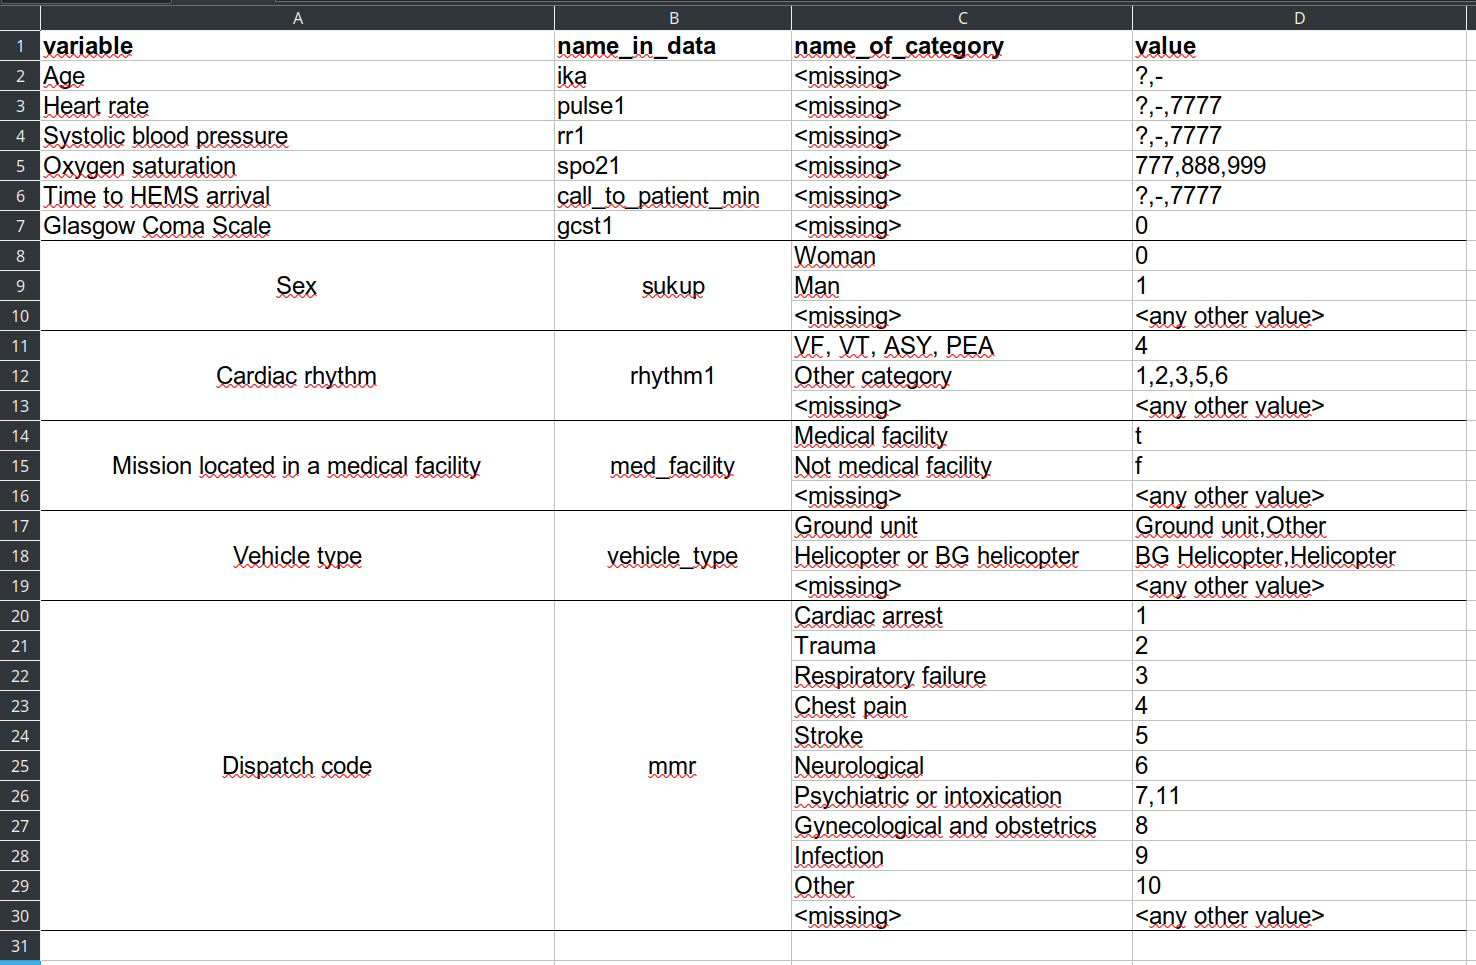 A B C D
1 variable name_in_data name_of_category value
2 Age ika <missing> ?,-
3 Heart rate pulse1 <missing> ?,-,7777
4 Systolic blood pressure rr1 <missing> ?,-,7777
5 Oxygen saturation spo21 <missing> 777,888,999
6 Time to HEMS arrival call_to_patient_min <missing> ?,-,7777
7 Glasgow Coma Scale gcst1 <missing> 0
8 Woman 0
9 Sex sukup Man 1
10 <missing> <any other value>
11 VF, VT, ASY, PEA 4
12 Cardiac rhythm rhythm1 Other category 1,2,3,5,6
13 <missing> <any other value>
14 Medical facility t
15 Mission located in a medical facility med_facility Not medical facility f
16 <missing> <any other value>
17 Ground unit Ground unit,Other
18 Vehicle type vehicle_type Helicopter or BG helicopter BG Helicopter,Helicopter
19 <missing> <any other value>
20 Cardiac arrest 1
21 Trauma 2
22 Respiratory failure 3
23 Chest pain 4
24 Stroke 5
25 Dispatch code mmr Neurological 6
26 Psychiatric or intoxication 7,11
27 Gynecological and obstetrics 8
28 Infection 9
29 Other 10
30 <missing> <any other value>
31